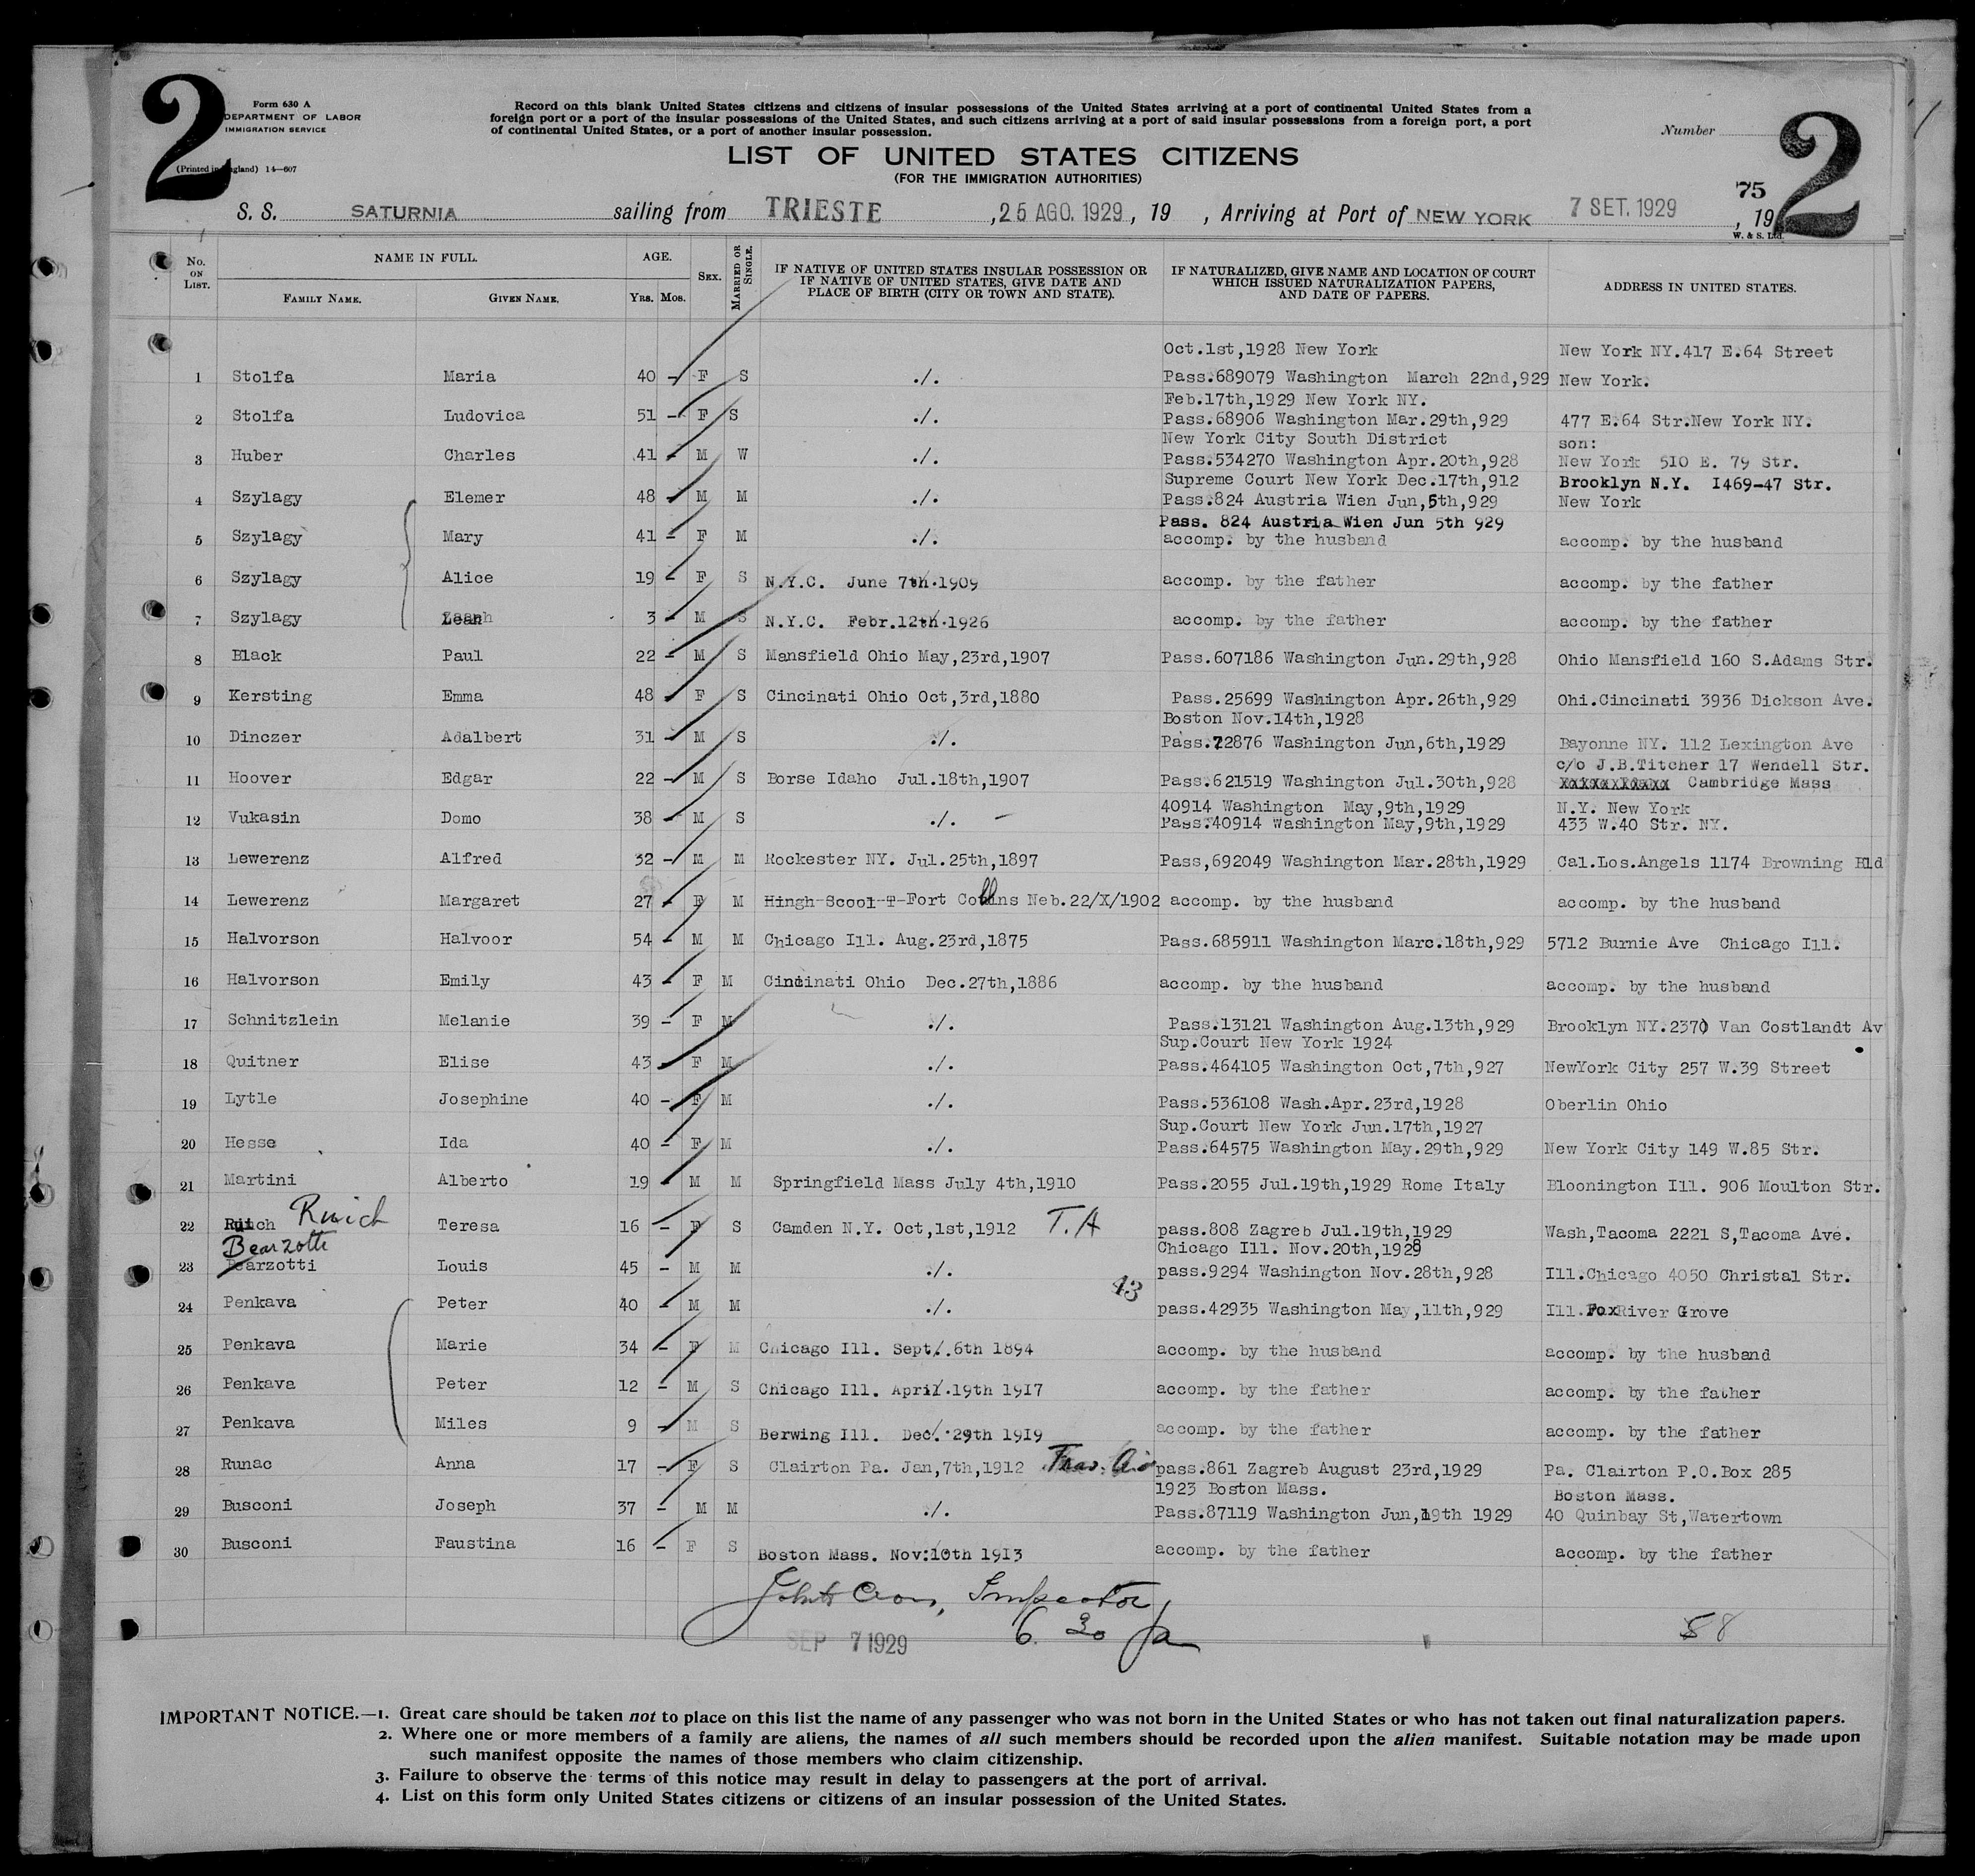 2
2
Form 630 A
DEPARTMENT OF LABOR
IMMIGRATION SERVICE
(Printed in England) 14—607
Record on this blank United States citizens and citizens of insular possessions of the United States arriving at a port of continental United States from a
foreign port or a port of the insular possessions of the United States, and such citizens arriving at a port of said insular possessions from a foreign port, a port
of continental United States, or a port of another insular possession.
Number
LIST OF UNITED STATES CITIZENS
(FOR THE IMMIGRATION AUTHORITIES)
75
S. S. SATURNIA sailing from TRIESTE , 25 AGO. 1929 , 19 , Arriving at Port of NEW YORK 7 SET. 1929 , 19
W. & S. Ltd.
No. ON LIST. NAME IN FULL. AGE. SEX. MARRIED OR SINGLE. IF NATIVE OF UNITED STATES INSULAR POSSESSION OR IF NATIVE OF UNITED STATES, GIVE DATE AND PLACE OF BIRTH (CITY OR TOWN AND STATE). IF NATURALIZED, GIVE NAME AND LOCATION OF COURT WHICH ISSUED NATURALIZATION PAPERS, AND DATE OF PAPERS. ADDRESS IN UNITED STATES.
FAMILY NAME. GIVEN NAME. YRS. MOS.
Oct.1st,1928 New York New York NY.417 E.64 Street
1 Stolfa Maria 40 - F S ./. Pass.689079 Washington March 22nd,929 New York.
Feb.17th,1929 New York NY.
2 Stolfa Ludovica 51 - F S ./. Pass.68906 Washington Mar.29th,929 477 E.64 Str.New York NY.
New York City South District son:
3 Huber Charles 41 - M W ./. Pass.534270 Washington Apr.20th,928 New York 510 E. 79 Str.
Supreme Court New York Dec.17th,912 Brooklyn N.Y. I469-47 Str.
4 Szylagy Elemer 48 - M M ./. Pass.824 Austria Wien Jun,5th,929 New York
Pass. 824 Austria Wien Jun 5th 929
5 Szylagy Mary 41 - F M ./. accomp. by the husband accomp. by the husband
6 Szylagy Alice 19 - F S N.Y.C. June 7th.1909 accomp. by the father accomp. by the father
7 Szylagy 3 - M S N.Y.C. Febr.12th.1926 accomp. by the father accomp. by the father
8 Black Paul 22 - M S Mansfield Ohio May,23rd,1907 Pass.607186 Washington Jun.29th,928 Ohio Mansfield 160 S.Adams Str.
9 Kersting Emma 48 - F S Cincinati Ohio Oct,3rd,1880 Pass.25699 Washington Apr.26th,929 Ohi.Cincinati 3936 Dickson Ave.
Boston Nov.14th,1928
10 Dinczer Adalbert 31 - M S ./. Pass.72876 Washington Jun,6th,1929 Bayonne NY. 112 Lexington Ave
c/o J.B.Titcher 17 Wendell Str.
11 Hoover Edgar 22 - M S Borse Idaho Jul.18th,1907 Pass.621519 Washington Jul.30th,928 Cambridge Mass
40914 Washington May,9th,1929 N.Y. New York
12 Vukasin Domo 38 - M S ./. - Pass.40914 Washington May,9th,1929 433 W.40 Str. NY.
13 Lewerenz Alfred 32 - M M Rockester NY. Jul.25th,1897 Pass,692049 Washington Mar.28th,1929 Cal.Los.Angels 1174 Browning Bld
14 Lewerenz Margaret 27 - F M Hingh Scool T Fort Collins Neb.22/X/1902 accomp. by the husband accomp. by the husband
15 Halvorson Halvoor 54 - M M Chicago Ill. Aug.23rd,1875 Pass.685911 Washington Marc.18th,929 5712 Burnie Ave Chicago Ill.
16 Halvorson Emily 43 - F M Cincinati Ohio Dec.27th,1886 accomp. by the husband accomp. by the husband
17 Schnitzlein Melanie 39 - F M ./. Pass.13121 Washington Aug.13th,929 Brooklyn NY.2370 Van Costlandt Av
Sup.Court New York 1924
18 Quitner Elise 43 - F M ./. Pass.464105 Washington Oct,7th,927 NewYork City 257 W.39 Street
19 Lytle Josephine 40 - F M ./. Pass.536108 Wash.Apr.23rd,1928 Oberlin Ohio
Sup.Court New York Jun.17th,1927
20 Hesse Ida 40 - F M ./. Pass.64575 Washington May.29th,929 New York City 149 W.85 Str.
21 Martini Alberto 19 - M M Springfield Mass July 4th,1910 Pass.2055 Jul.19th,1929 Rome Italy Bloonington Ill. 906 Moulton Str.
22 Ruich Teresa 16 - F S Camden N.Y. Oct,1st,1912 T.A pass.808 Zagreb Jul.19th,1929 Wash,Tacoma 2221 S,Tacoma Ave.
Bearzotti Chicago Ill. Nov.20th,1928
23 Bearzotti Louis 45 - M M ./. pass.9294 Washington Nov.28th,928 Ill.Chicago 4050 Christal Str.
43
24 Penkava Peter 40 - M M ./. pass.42935 Washington May,11th,929 Ill.Fox River Grove
25 Penkava Marie 34 - F M Chicago Ill. Sept.6th 1894 accomp. by the husband accomp. by the husband
26 Penkava Peter 12 - M S Chicago Ill. April.19th 19I7 accomp. by the father accomp. by the father
27 Penkava Miles 9 - M S Berwing Ill. Dec.29th 19I9 accomp. by the father accomp. by the father
28 Runac Anna 17 - F S Clairton Pa. Jan,7th,1912 pass.861 Zagreb August 23rd,1929 Pa. Clairton P.O.Box 285
1923 Boston Mass. Boston Mass.
29 Busconi Joseph 37 - M M ./. Pass.87119 Washington Jun,19th 1929 40 Quinbay St,Watertown
30 Busconi Faustina 16 - F S Boston Mass. Nov:10th 19I3 accomp. by the father accomp. by the father
Inspector
SEP 7 1929 6 30 58
IMPORTANT NOTICE.—1. Great care should be taken not to place on this list the name of any passenger who was not born in the United States or who has not taken out final naturalization papers.
2. Where one or more members of a family are aliens, the names of all such members should be recorded upon the alien manifest. Suitable notation may be made upon
such manifest opposite the names of those members who claim citizenship.
3. Failure to observe the terms of this notice may result in delay to passengers at the port of arrival.
4. List on this form only United States citizens or citizens of an insular possession of the United States.